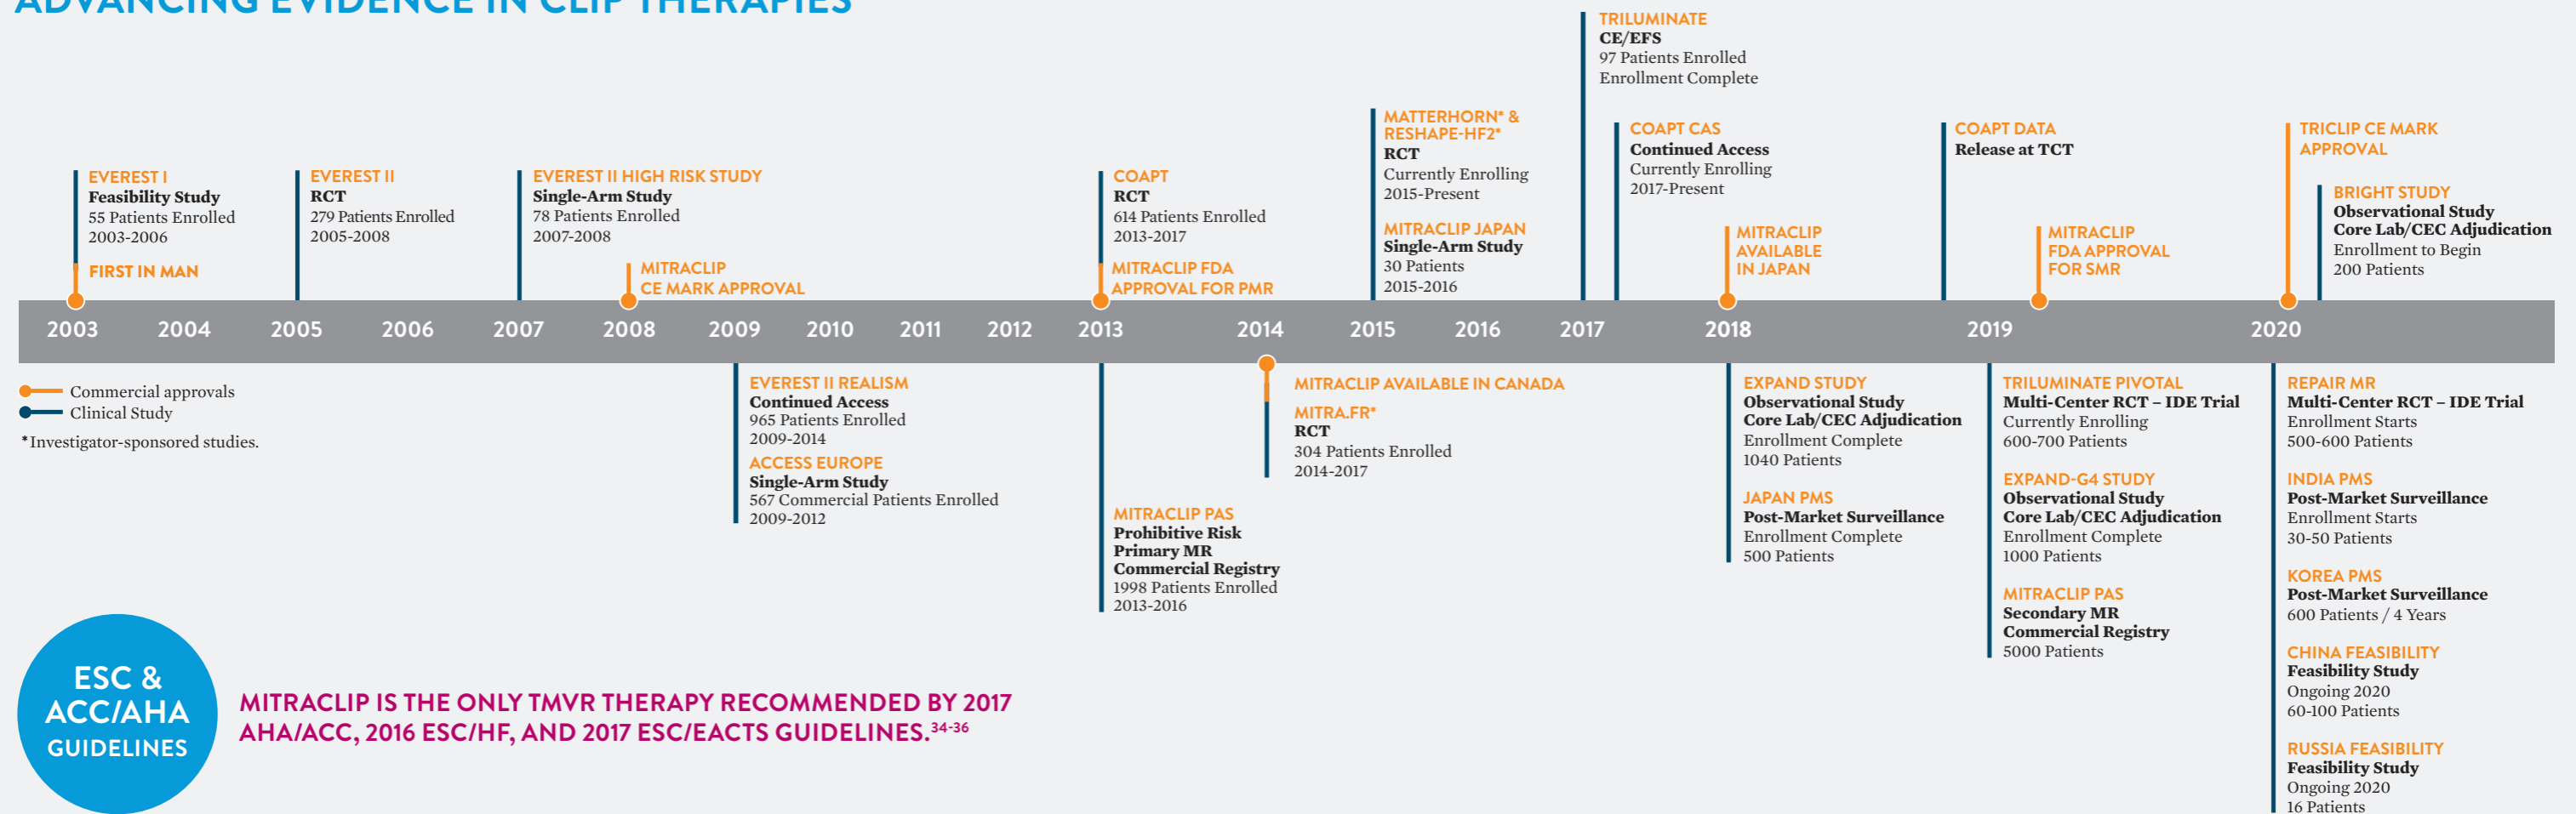 ADVANCING EVIDENCE IN CLIP THERAPIES
TRILUMINATE
CE/EFS
97 Patients Enrolled
Enrollment Complete
MATTERHORN* &
RESHAPE-HF2*
RCT
Currently Enrolling
2015-Present
MITRACLIP JAPAN
Single-Arm Study
30 Patients
2015-2016
COAPT CAS
Continued Access
Currently Enrolling
2017-Present
COAPT DATA
Release at TCT
TRICLIP CE MARK
APPROVAL
EVEREST I
Feasibility Study
55 Patients Enrolled
2003-2006
FIRST IN MAN
EVEREST II
RCT
279 Patients Enrolled
2005-2008
EVEREST II HIGH RISK STUDY
Single-Arm Study
78 Patients Enrolled
2007-2008
MITRACLIP
CE MARK APPROVAL
COAPT
RCT
614 Patients Enrolled
2013-2017
MITRACLIP FDA
APPROVAL FOR PMR
MITRACLIP
AVAILABLE
IN JAPAN
MITRACLIP
FDA APPROVAL
FOR SMR
BRIGHT STUDY
Observational Study
Core Lab/CEC Adjudication
Enrollment to Begin
200 Patients
2003 2004 2005 2006 2007 2008 2009 2010 2011 2012 2013 2014 2015 2016 2017 2018 2019 2020
Commercial approvals
Clinical Study
*Investigator-sponsored studies.
EVEREST II REALISM
Continued Access
965 Patients Enrolled
2009-2014
ACCESS EUROPE
Single-Arm Study
567 Commercial Patients Enrolled
2009-2012
MITRACLIP PAS
Prohibitive Risk
Primary MR
Commercial Registry
1998 Patients Enrolled
2013-2016
MITRACLIP AVAILABLE IN CANADA
MITRA.FR*
RCT
304 Patients Enrolled
2014-2017
EXPAND STUDY
Observational Study
Core Lab/CEC Adjudication
Enrollment Complete
1040 Patients
JAPAN PMS
Post-Market Surveillance
Enrollment Complete
500 Patients
TRILUMINATE PIVOTAL
Multi-Center RCT – IDE Trial
Currently Enrolling
600-700 Patients
EXPAND-G4 STUDY
Observational Study
Core Lab/CEC Adjudication
Enrollment Complete
1000 Patients
MITRACLIP PAS
Secondary MR
Commercial Registry
5000 Patients
REPAIR MR
Multi-Center RCT – IDE Trial
Enrollment Starts
500-600 Patients
INDIA PMS
Post-Market Surveillance
Enrollment Starts
30-50 Patients
KOREA PMS
Post-Market Surveillance
600 Patients / 4 Years
CHINA FEASIBILITY
Feasibility Study
Ongoing 2020
60-100 Patients
RUSSIA FEASIBILITY
Feasibility Study
Ongoing 2020
16 Patients
ESC &
ACC/AHA
GUIDELINES
MITRACLIP IS THE ONLY TMVR THERAPY RECOMMENDED BY 2017
AHA/ACC, 2016 ESC/HF, AND 2017 ESC/EACTS GUIDELINES.34-36